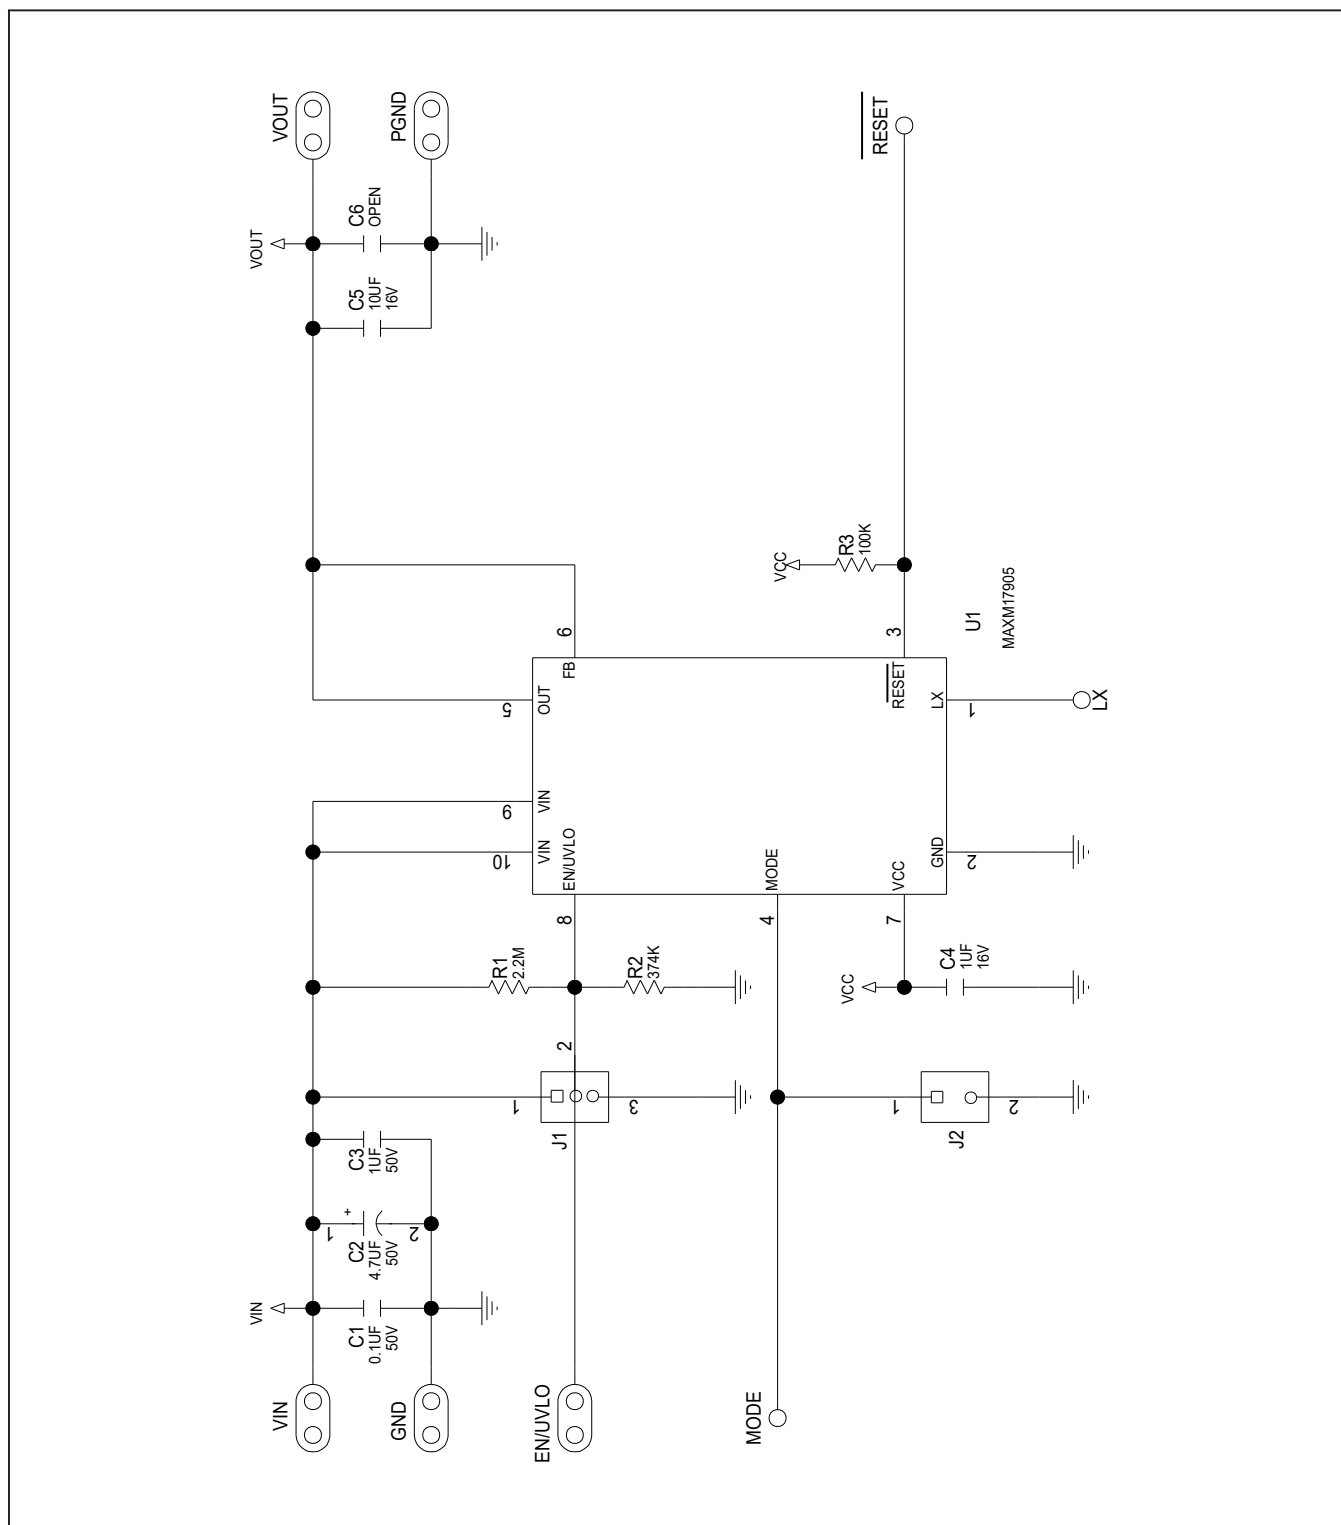 VIN
GND
VIN
C1
0.1UF
50V
1
+
C2
4.7UF
50V
2
C3
1UF
50V
EN/UVLO
1
J1
2
3
R1
2.2M
R2
374K
8
EN/UVLO
10
VIN
9
VIN
5
OUT
6
FB
C5
10UF
16V
VOUT
C6
OPEN
VOUT
PGND
MODE
4
MODE
1
J2
2
VCC
C4
1UF
16V
7
VCC
2
GND
1
LX
LX
3
RESET
VCC
R3
100K
RESET
U1
MAXM17905